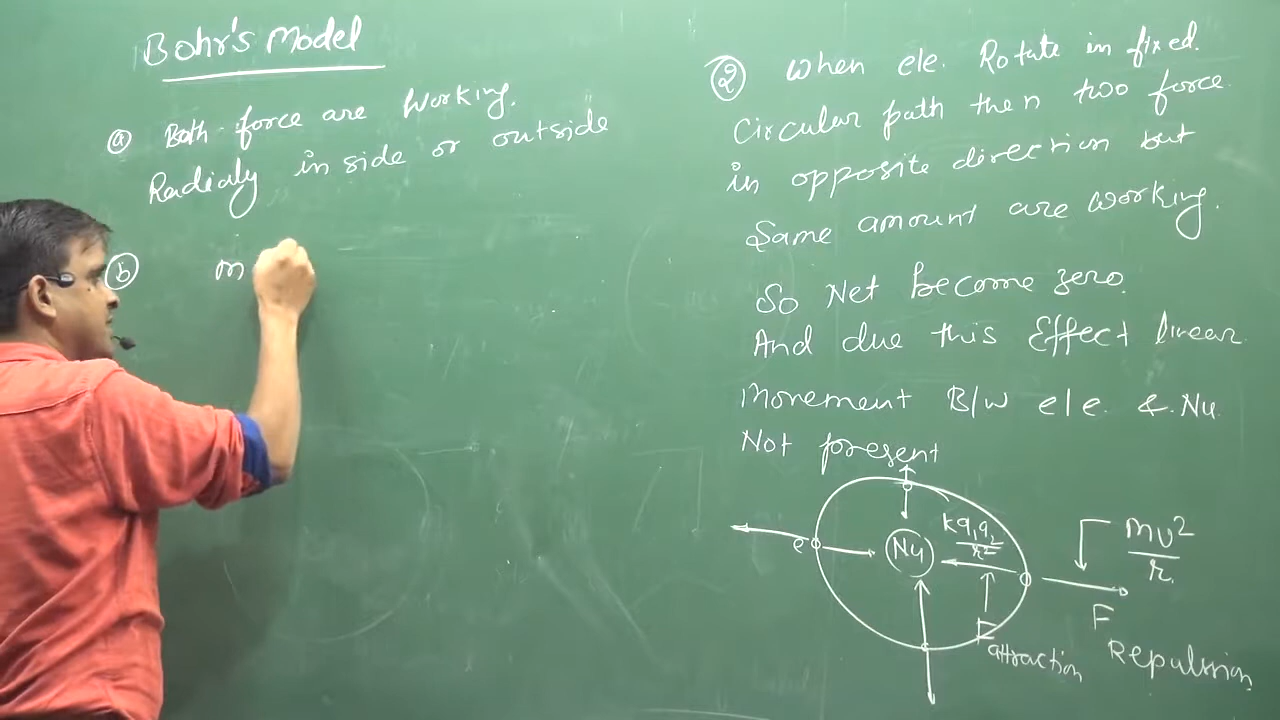 Bohr's Model
ⓐ Both force are working.
Radialy inside or outside
ⓑ m
② When ele. Rotate in fixed.
Circular path then two force
in opposite direction but
Same amount are working.
So Net become zero.
And due this Effect linear
Movement B/w ele. & Nu
Not present
e
Nu
Kq₁q₂/r²
mv²/r
F attraction
F Repulsion